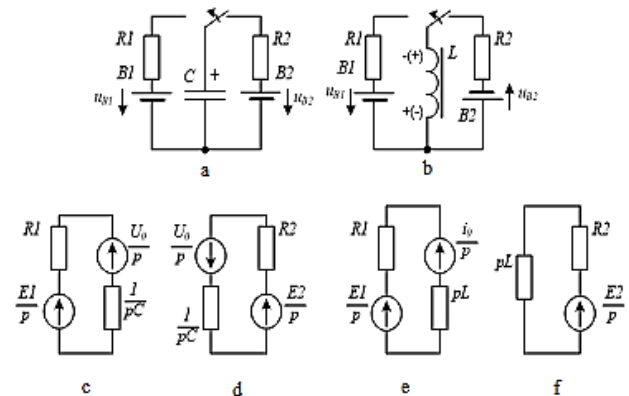 R1 R2 R1 R2
B1 C + B2 B1 -(+) L
u_B1 u_B2 u_B1 +(-) B2 u_B2
a b
R1 U_0/p U_0/p R2 R1 i_0/p R2
E1/p 1/pC 1/pC E2/p E1/p pL pL E2/p
c d e f